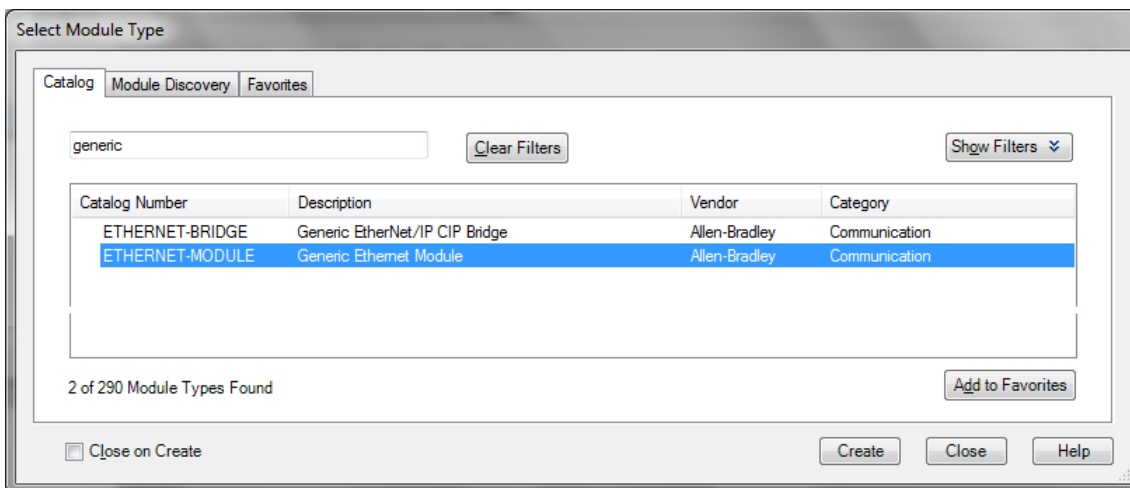 Select Module Type
Catalog Module Discovery Favorites
generic Clear Filters Show Filters
Catalog Number Description Vendor Category
ETHERNET-BRIDGE Generic EtherNet/IP CIP Bridge Allen-Bradley Communication
ETHERNET-MODULE Generic Ethernet Module Allen-Bradley Communication
2 of 290 Module Types Found Add to Favorites
Close on Create Create Close Help